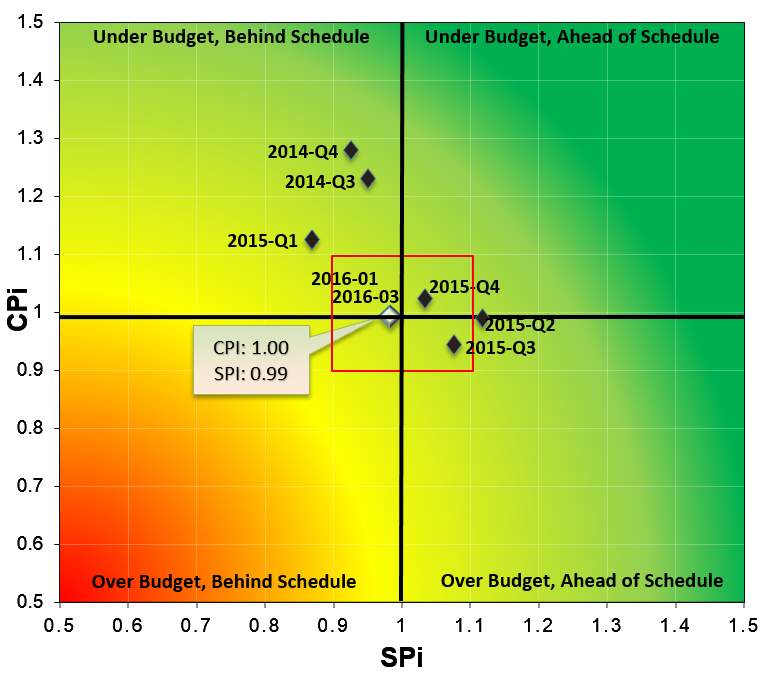 1.5
Under Budget, Behind Schedule
Under Budget, Ahead of Schedule
1.4
1.3
2014-Q4
2014-Q3
1.2
2015-Q1
1.1
2016-01
2016-03
2015-Q4
1
2015-Q2
2015-Q3
CPi
CPI: 1.00
SPI: 0.99
0.9
0.8
0.7
0.6
Over Budget, Behind Schedule
Over Budget, Ahead of Schedule
0.5
0.5 0.6 0.7 0.8 0.9 1 1.1 1.2 1.3 1.4 1.5
SPi